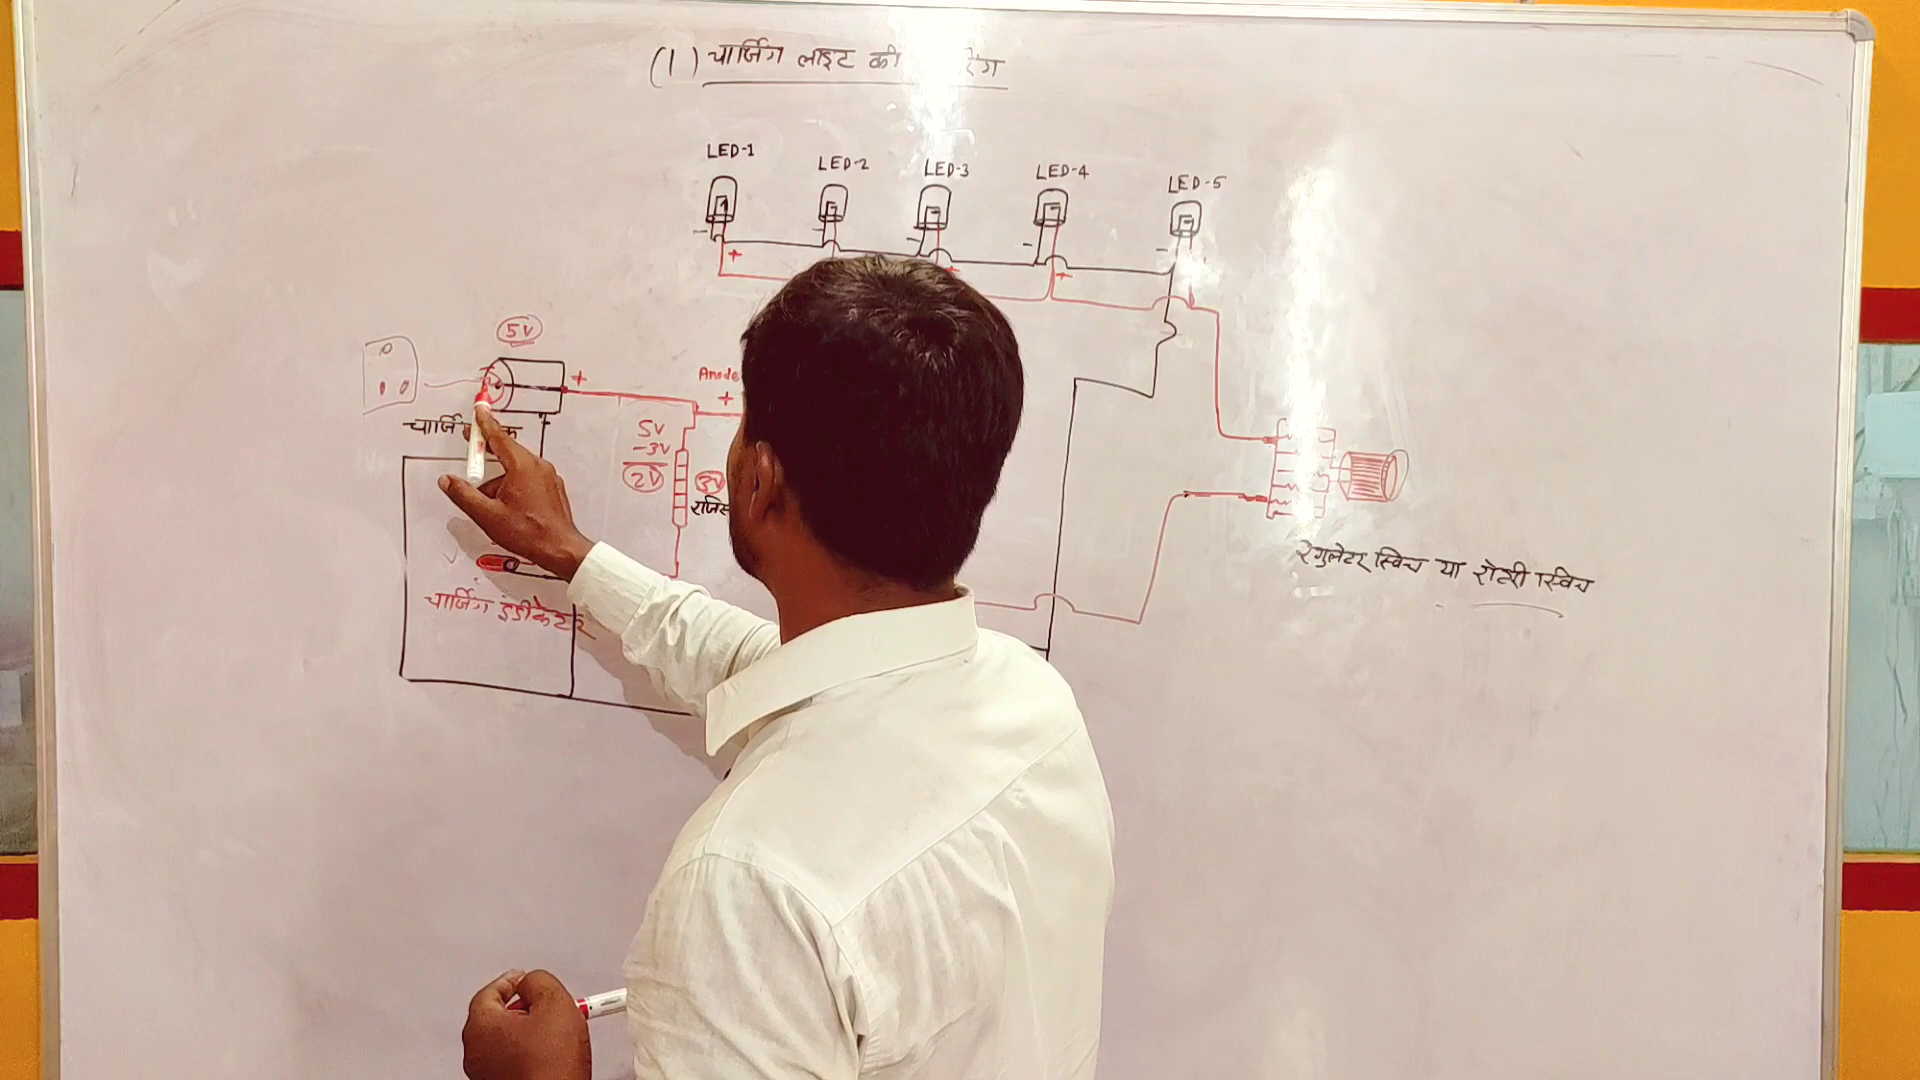 (1) चार्जिंग लाइट की
LED-1
LED-2
LED-3
LED-4
LED-5
5V
Anode
+
5V
-3V
2V
3V
चार्जिंग इंडीकेटर
रेगुलेटर स्विच या रोटरी स्विच